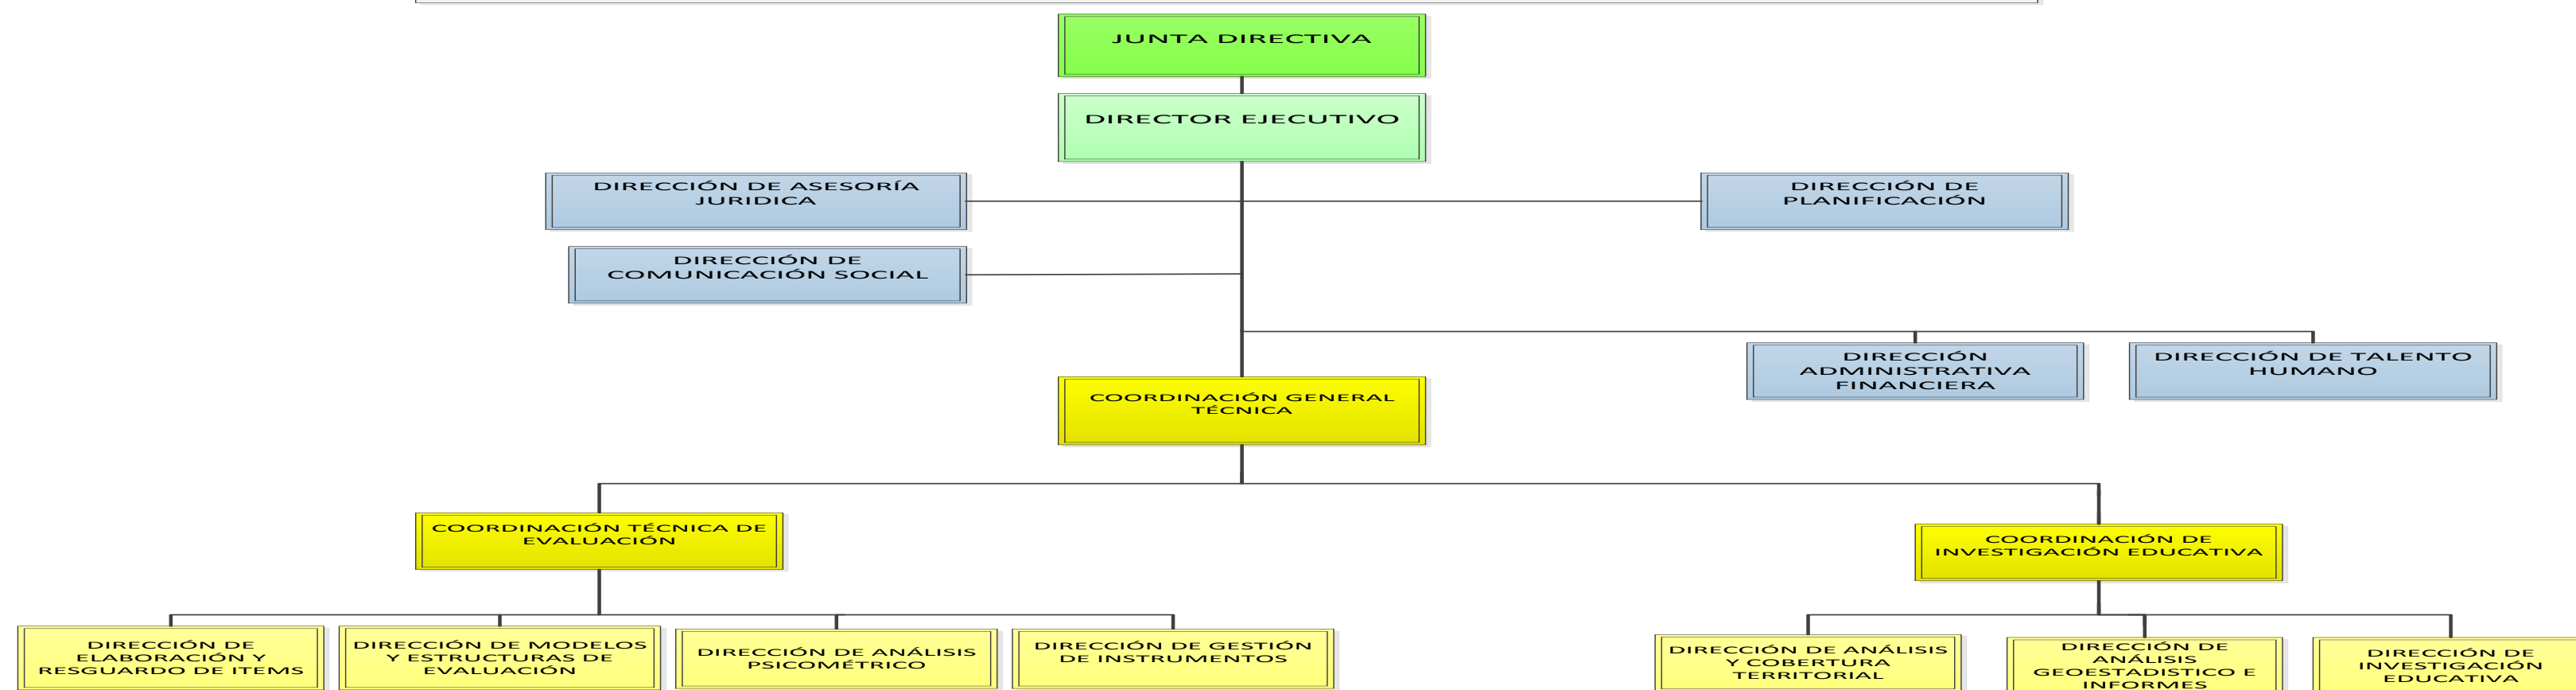 JUNTA DIRECTIVA
DIRECTOR EJECUTIVO
DIRECCIÓN DE ASESORÍA
JURIDICA
DIRECCIÓN DE
PLANIFICACIÓN
DIRECCIÓN DE
COMUNICACIÓN SOCIAL
DIRECCIÓN
ADMINISTRATIVA
FINANCIERA
DIRECCIÓN DE TALENTO
HUMANO
COORDINACIÓN GENERAL
TÉCNICA
COORDINACIÓN TÉCNICA DE
EVALUACIÓN
COORDINACIÓN DE
INVESTIGACIÓN EDUCATIVA
DIRECCIÓN DE
ELABORACIÓN Y
RESGUARDO DE ITEMS
DIRECCIÓN DE MODELOS
Y ESTRUCTURAS DE
EVALUACIÓN
DIRECCIÓN DE ANÁLISIS
PSICOMÉTRICO
DIRECCIÓN DE GESTIÓN
DE INSTRUMENTOS
DIRECCIÓN DE ANÁLISIS
Y COBERTURA
TERRITORIAL
DIRECCIÓN DE
ANÁLISIS
GEOESTADISTICO E
INFORMES
DIRECCIÓN DE
INVESTIGACIÓN
EDUCATIVA